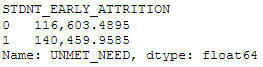 STDNT_EARLY_ATTRITION
0    116,603.4895
1    140,459.9585
Name: UNMET_NEED, dtype: float64